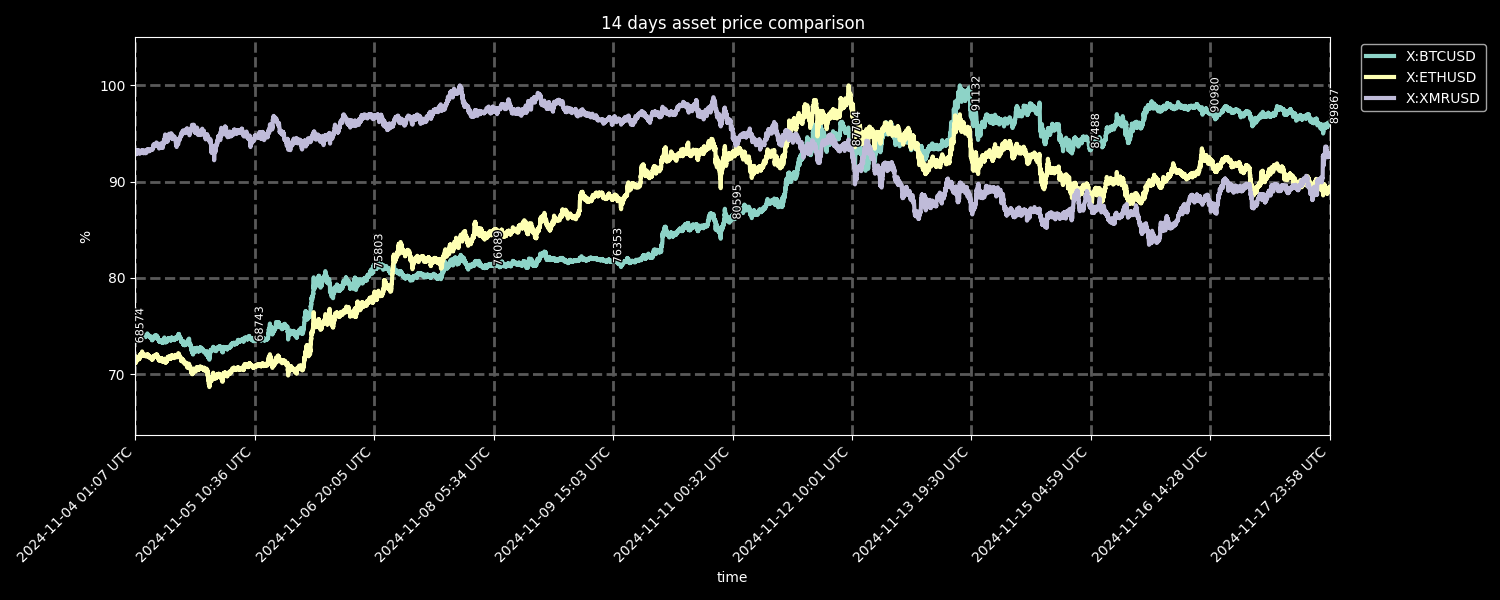 14 days asset price comparison
X:BTCUSD
X:ETHUSD
X:XMRUSD
%
100
90
80
70
68574
68743
75803
76089
76353
80595
87704
91132
87488
90980
89867
2024-11-04 01:07 UTC
2024-11-05 10:36 UTC
2024-11-06 20:05 UTC
2024-11-08 05:34 UTC
2024-11-09 15:03 UTC
2024-11-11 00:32 UTC
2024-11-12 10:01 UTC
2024-11-13 19:30 UTC
2024-11-15 04:59 UTC
2024-11-16 14:28 UTC
2024-11-17 23:58 UTC
time